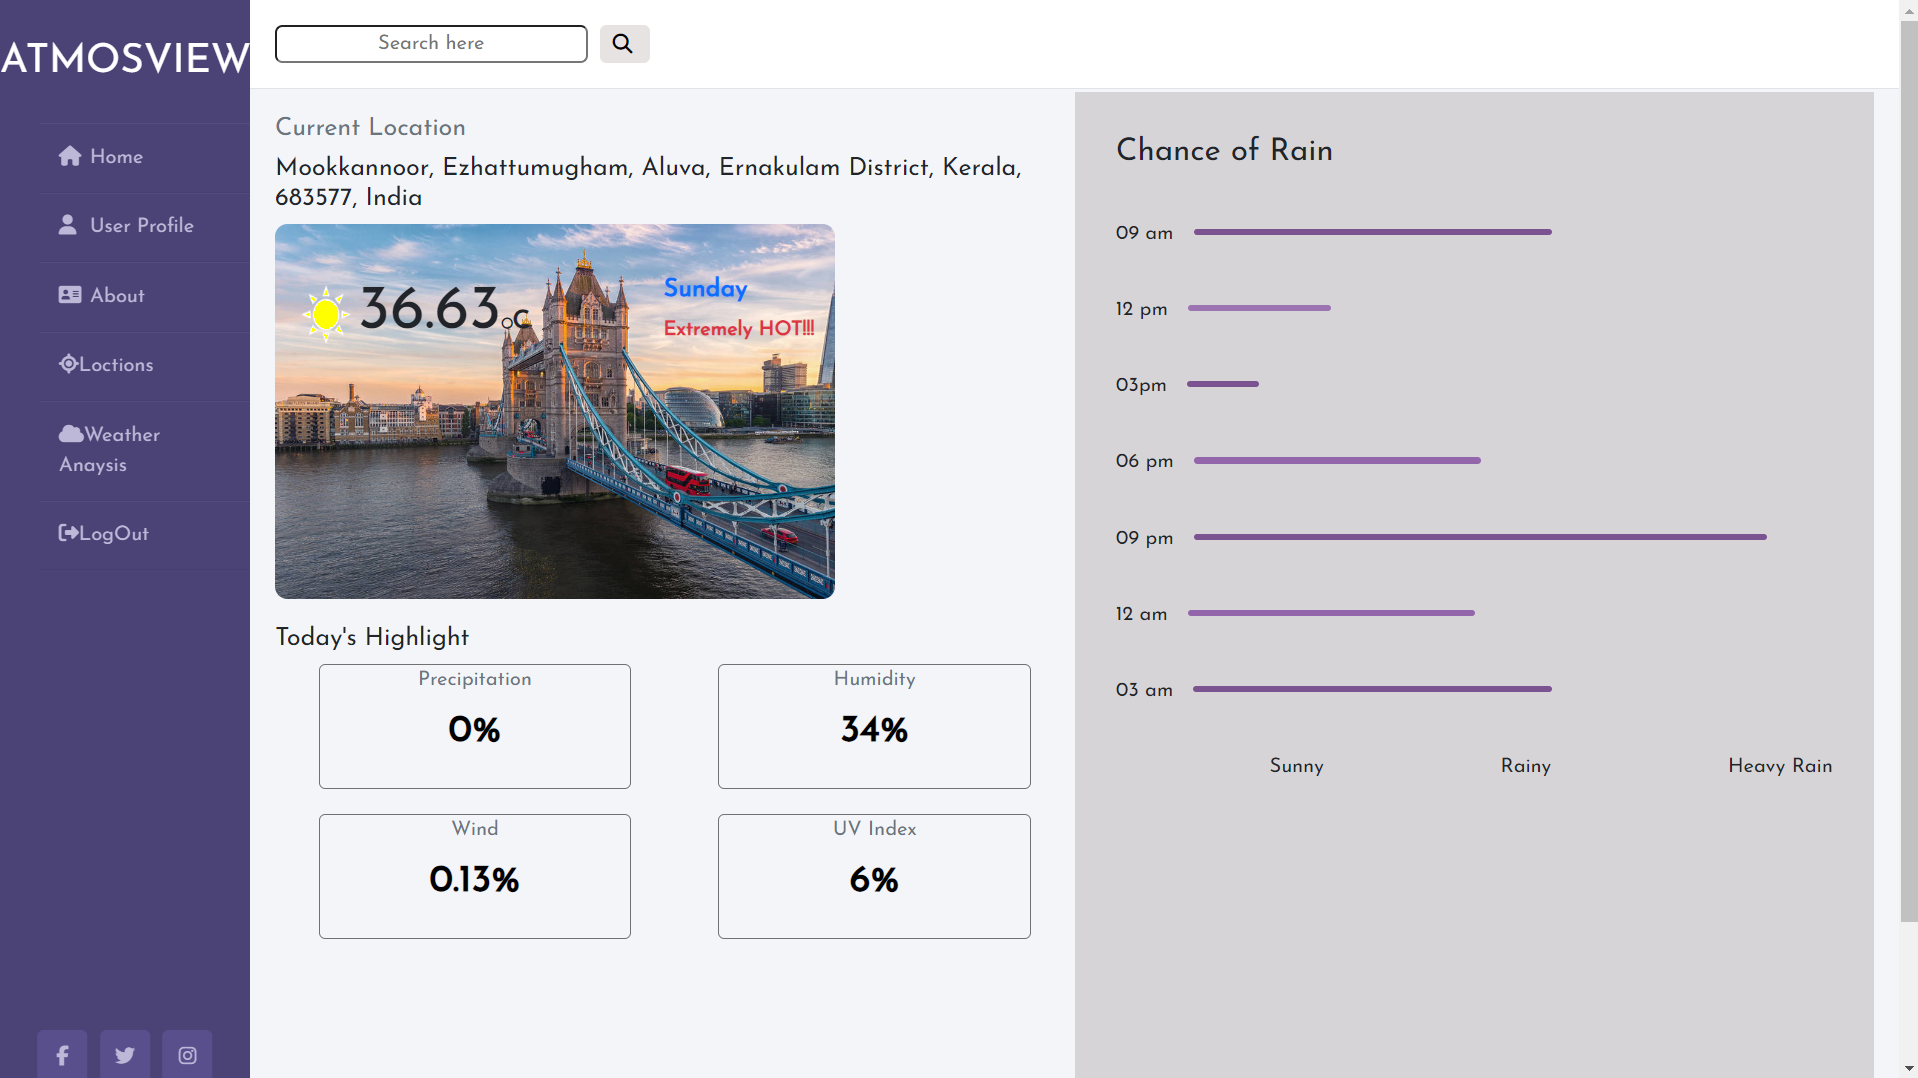 ATMOSVIEW
Home
User Profile
About
Loctions
Weather
Anaysis
LogOut
Search here
Current Location
Mookkannoor, Ezhattumugham, Aluva, Ernakulam District, Kerala,
683577, India
36.63°C
Sunday
Extremely HOT!!!
Today's Highlight
Precipitation
0%
Humidity
34%
Wind
0.13%
UV Index
6%
Chance of Rain
09 am
12 pm
03pm
06 pm
09 pm
12 am
03 am
Sunny Rainy Heavy Rain